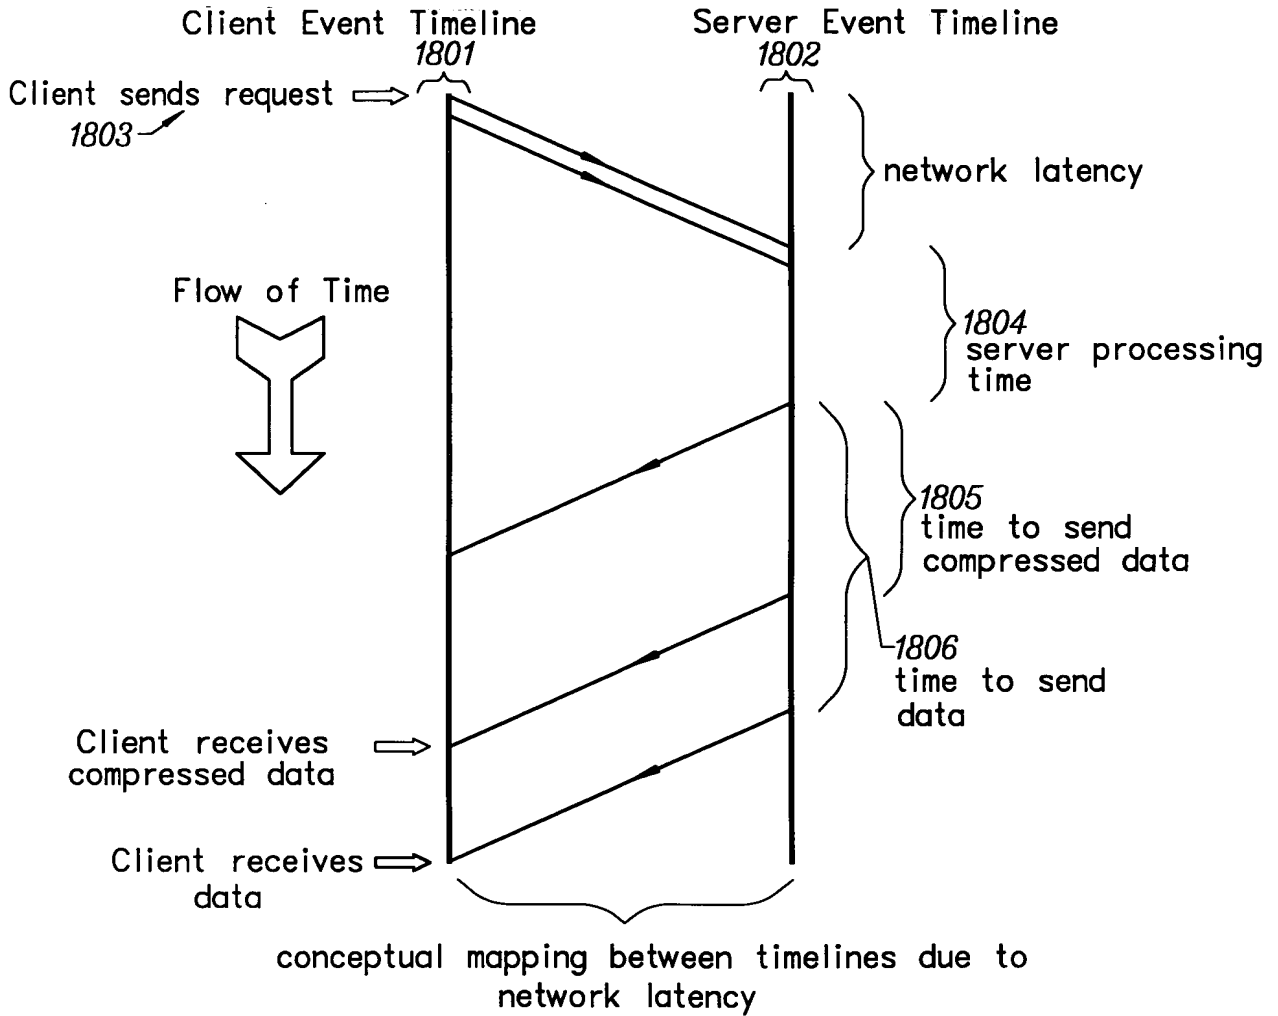 Client Event Timeline
1801
Server Event Timeline
1802
Client sends request
1803
network latency
Flow of Time
1804
server processing
time
1805
time to send
compressed data
1806
time to send
data
Client receives
compressed data
Client receives
data
conceptual mapping between timelines due to
network latency